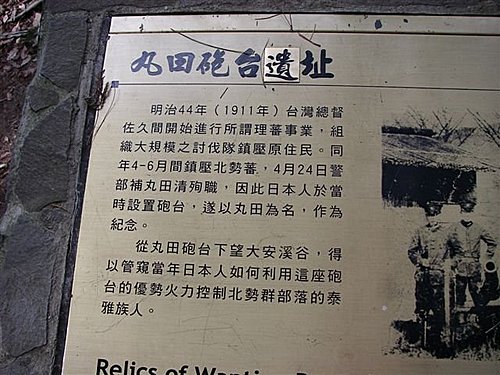 丸田砲台遺址
明治44年(1911年)台灣總督
佐久間開始進行所謂理蕃事業,組
織大規模之討伐隊鎮壓原住民。同
年4-6月間鎮壓北勢蕃,4月24日警
部補丸田清殉職,因此日本人於當
時設置砲台,遂以丸田為名,作為
紀念。
從丸田砲台下望大安溪谷,得
以管窺當年日本人如何利用這座砲
台的優勢火力控制北勢群部落的泰
雅族人。
Relics of